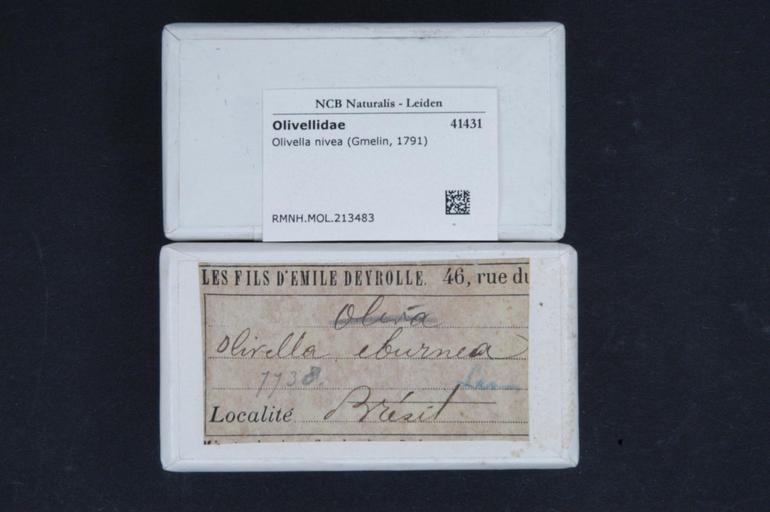 NCB Naturalis - Leiden
Olivellidae 41431
Olivella nivea (Gmelin, 1791)
RMNH.MOL.213483
LES FILS D'EMILE DEYROLLE. 46, rue du
Oliva
Olivella eburnea
7738.
Localité Brésil